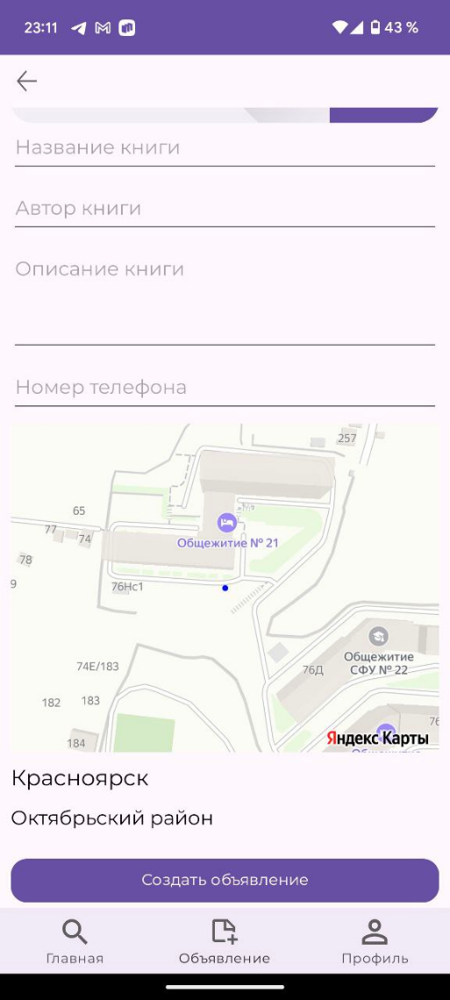 23:11
43 %
Название книги
Автор книги
Описание книги
Номер телефона
257
65
Общежитие № 21
77
74
78
9
76Нс1
Общежитие
СФУ № 22
74Е/183
76Д
182
183
76
184
Яндекс Карты
Красноярск
Октябрьский район
Создать объявление
Главная
Объявление
Профиль